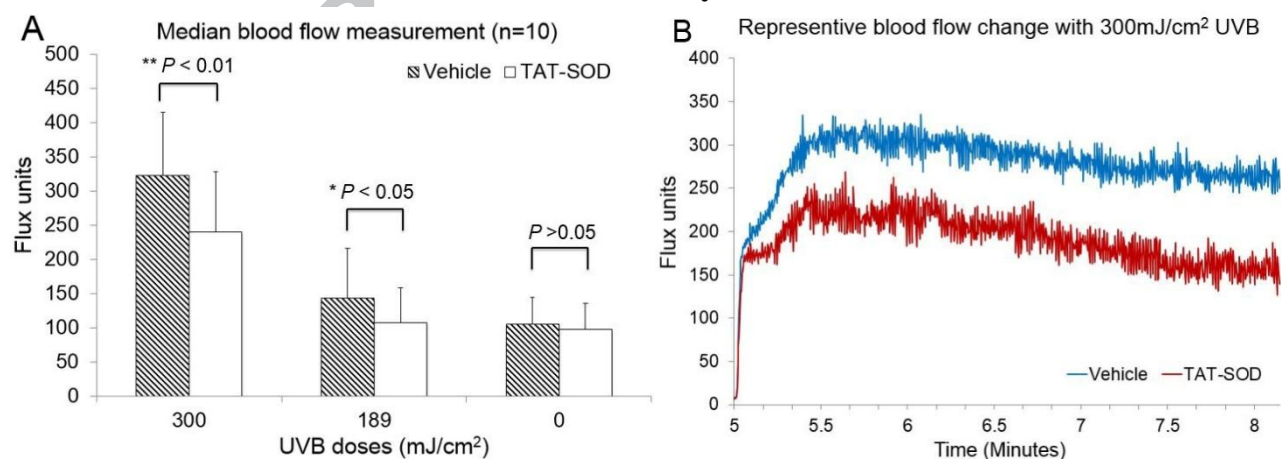 A
Median blood flow measurement (n=10)
Vehicle TAT-SOD
** P < 0.01
* P < 0.05
P >0.05
500
450
400
350
300
250
200
150
100
50
0
Flux units
300 189 0
UVB doses (mJ/cm²)
B
Representive blood flow change with 300mJ/cm² UVB
400
350
300
250
200
150
100
50
0
Flux units
Vehicle TAT-SOD
5 5.5 6 6.5 7 7.5 8
Time (Minutes)